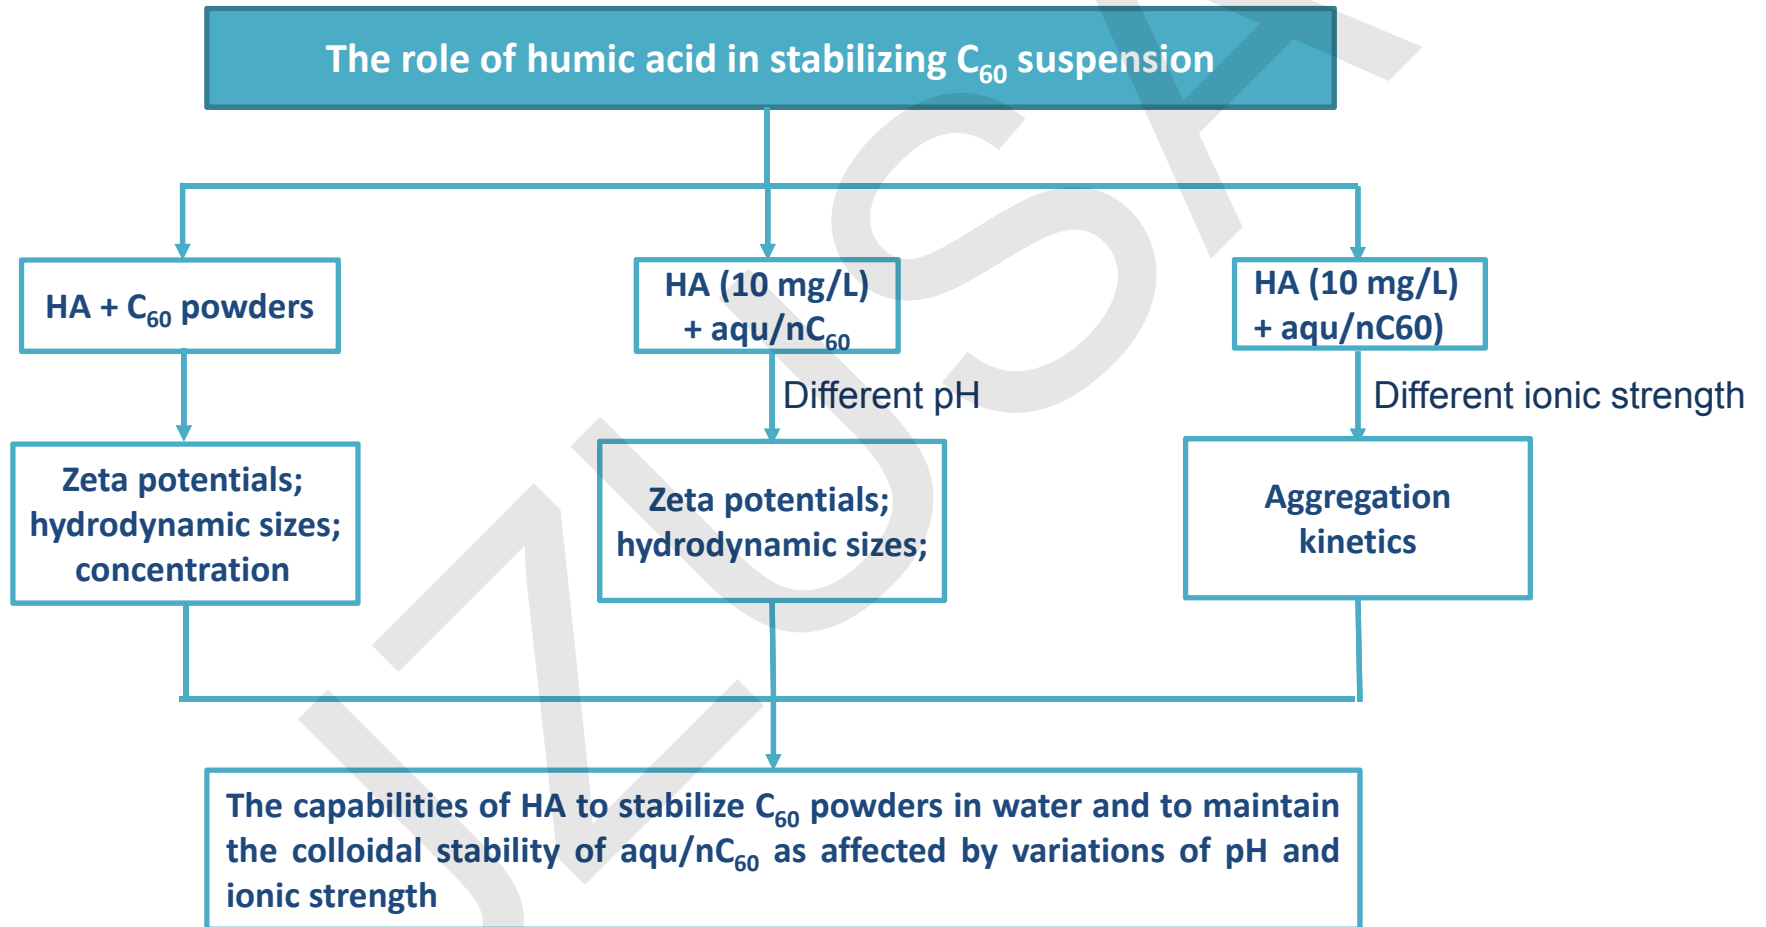 The role of humic acid in stabilizing C60 suspension
HA + C60 powders
HA (10 mg/L)
+ aqu/nC60
HA (10 mg/L)
+ aqu/nC60)
Different pH
Different ionic strength
Zeta potentials;
hydrodynamic sizes;
concentration
Zeta potentials;
hydrodynamic sizes;
Aggregation
kinetics
The capabilities of HA to stabilize C60 powders in water and to maintain
the colloidal stability of aqu/nC60 as affected by variations of pH and
ionic strength
JZUSA